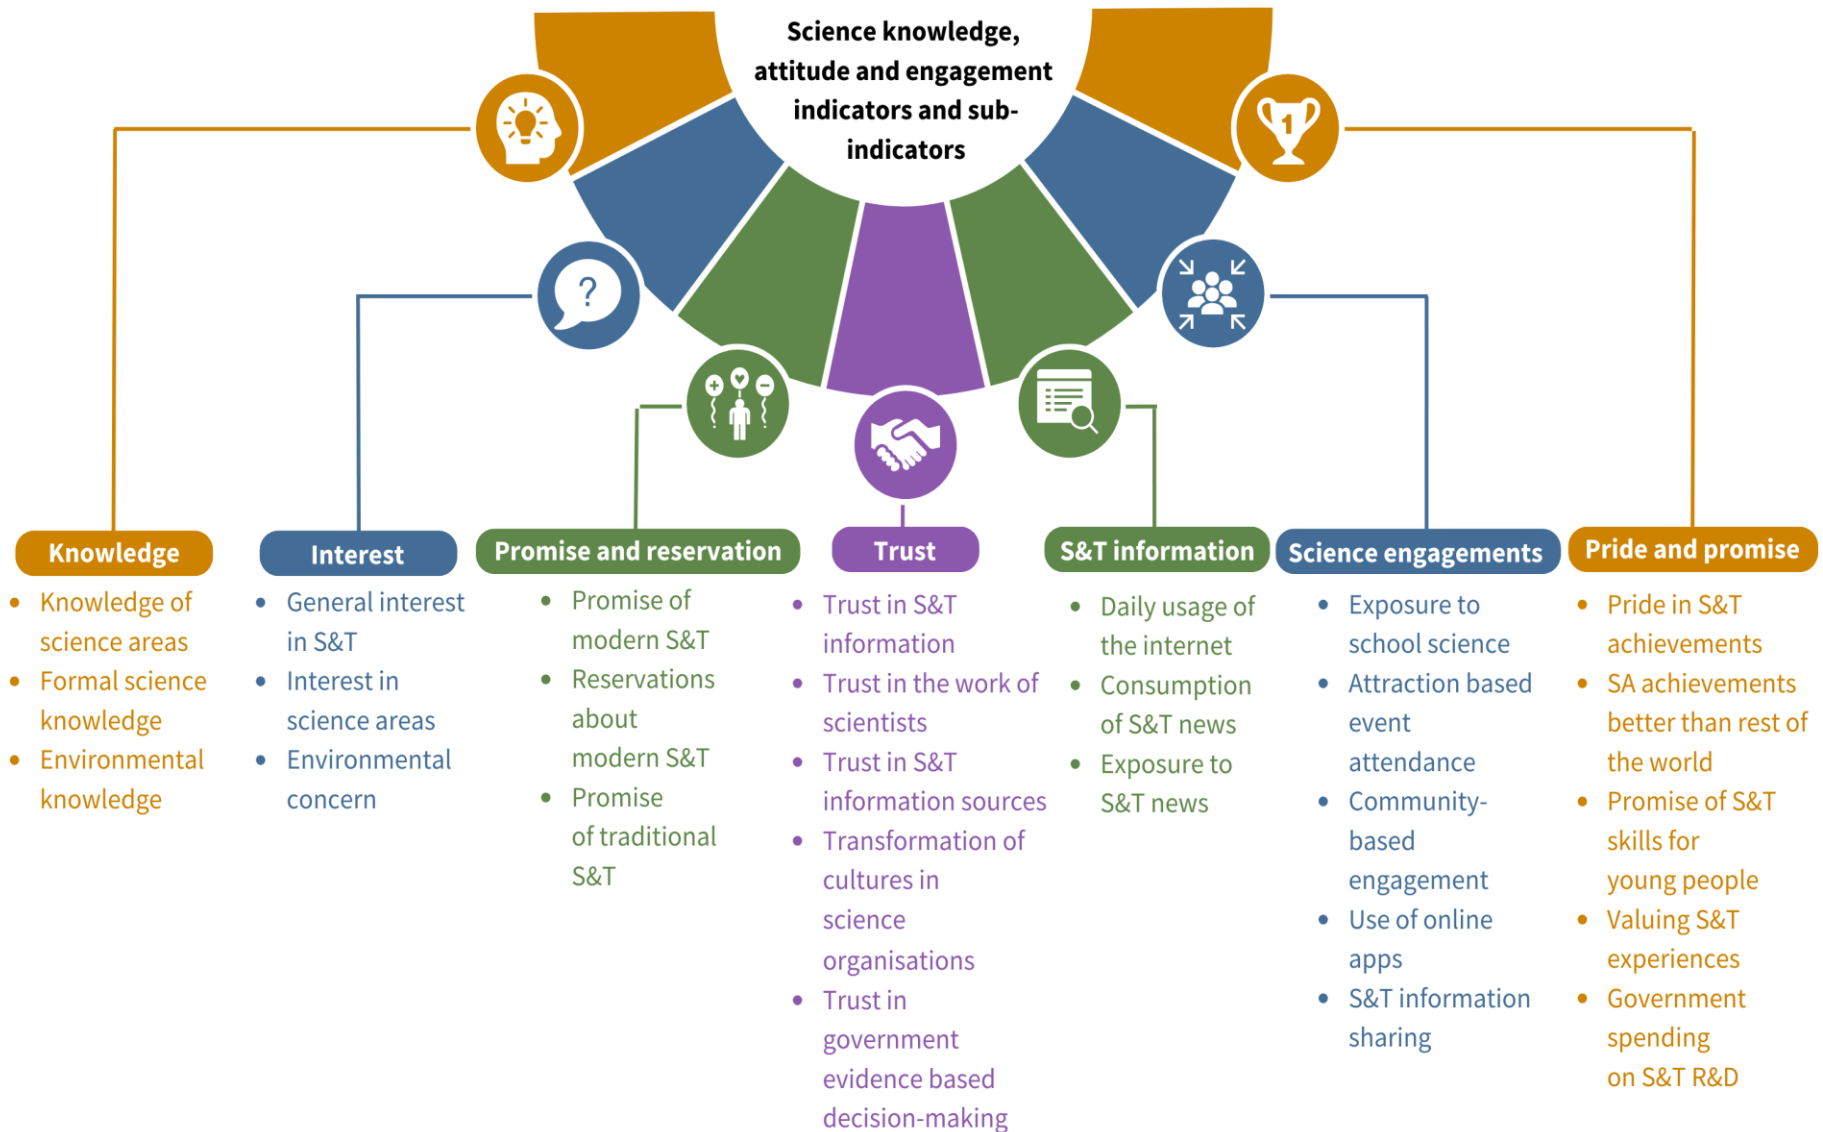 Science knowledge,
attitude and engagement
indicators and sub-
indicators
1
?
Knowledge
• Knowledge of
science areas
• Formal science
knowledge
• Environmental
knowledge
Interest
• General interest
in S&T
• Interest in
science areas
• Environmental
concern
Promise and reservation
• Promise of
modern S&T
• Reservations
about
modern S&T
• Promise
of traditional
S&T
Trust
• Trust in S&T
information
• Trust in the work of
scientists
• Trust in S&T
information sources
• Transformation of
cultures in
science
organisations
• Trust in
government
evidence based
decision-making
S&T information
• Daily usage of
the internet
• Consumption
of S&T news
• Exposure to
S&T news
Science engagements
• Exposure to
school science
• Attraction based
event
attendance
• Community-
based
engagement
• Use of online
apps
• S&T information
sharing
Pride and promise
• Pride in S&T
achievements
• SA achievements
better than rest of
the world
• Promise of S&T
skills for
young people
• Valuing S&T
experiences
• Government
spending
on S&T R&D